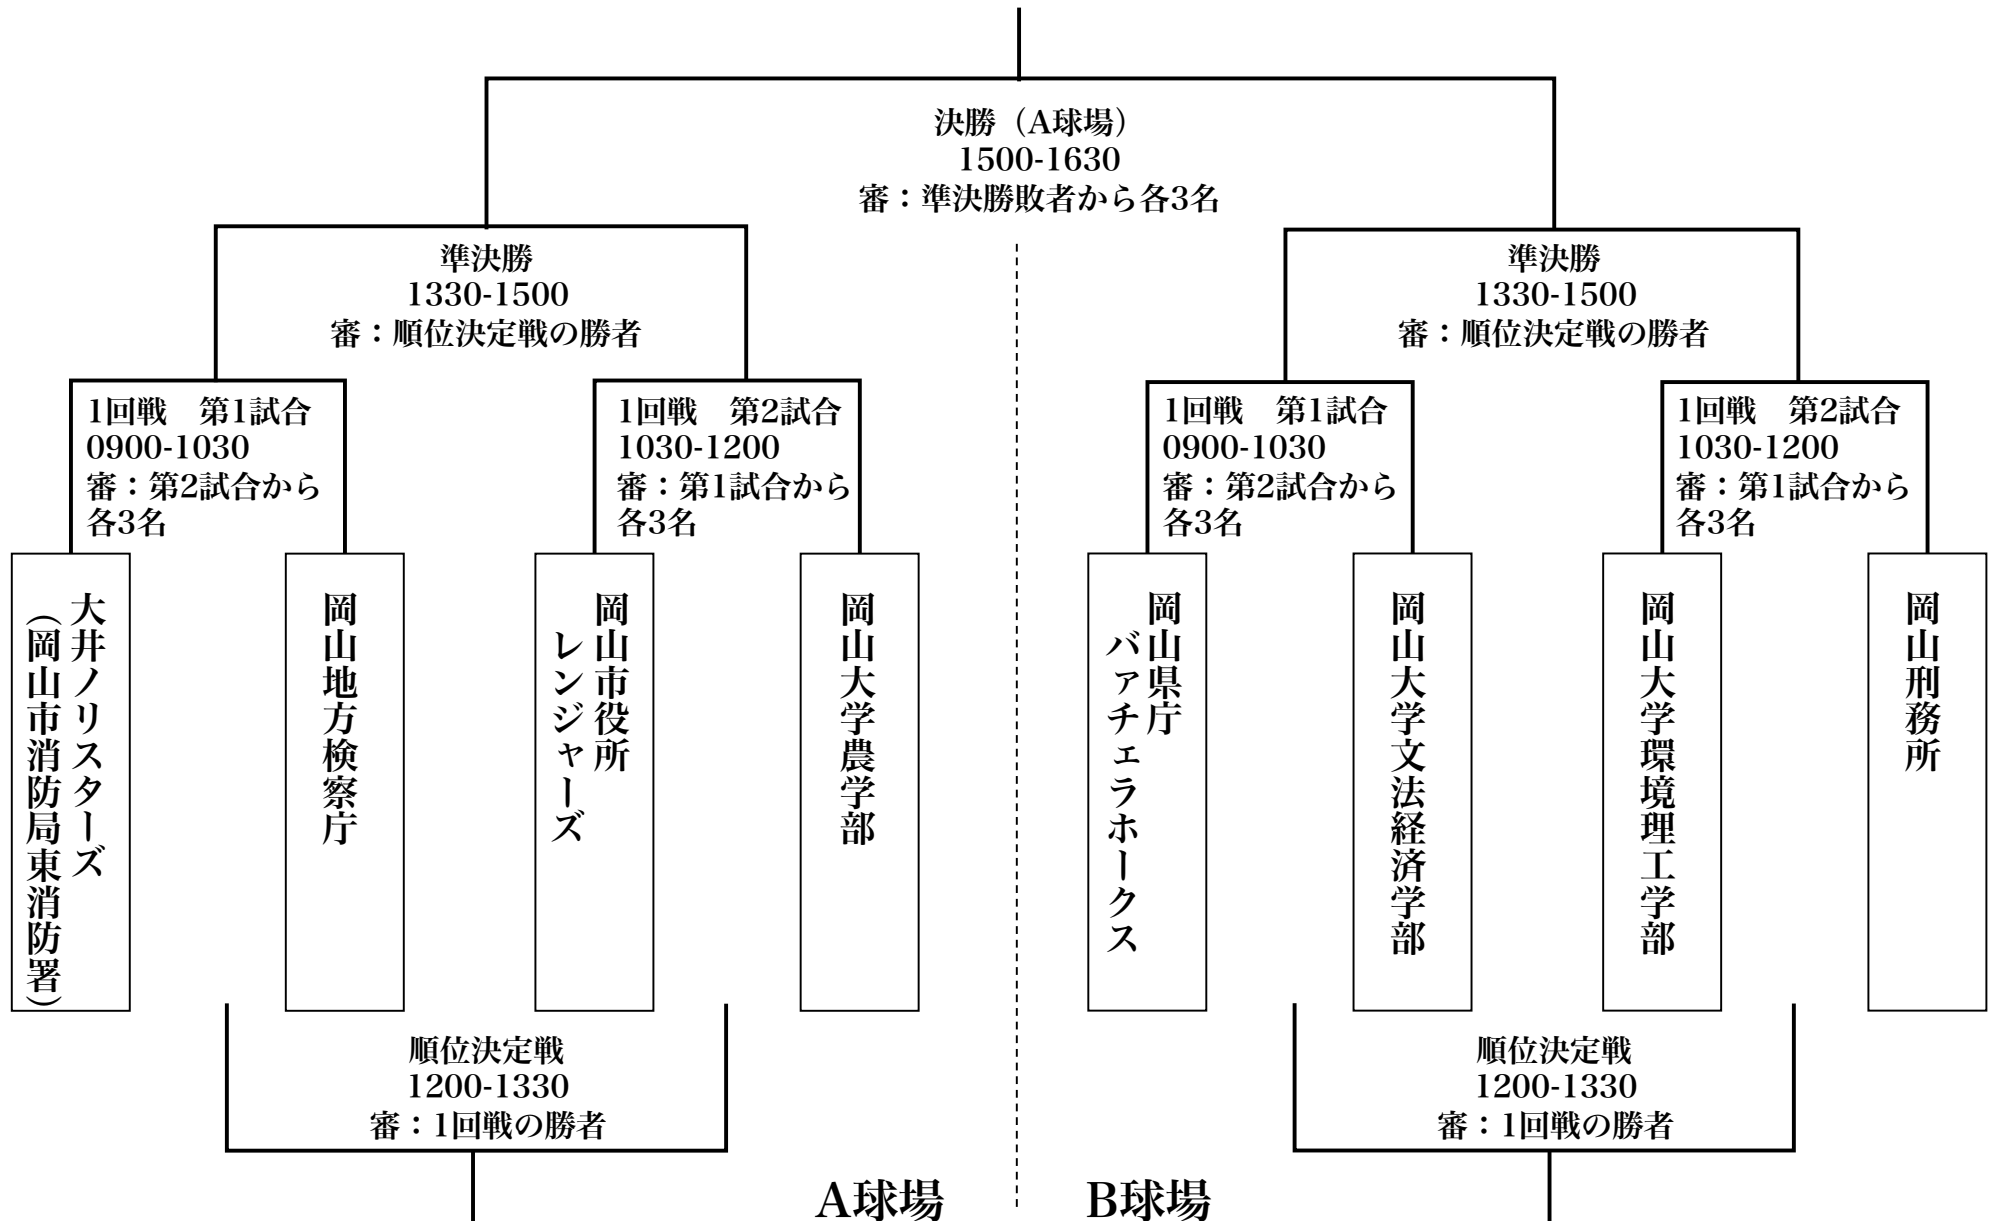 決勝（A球場）
1500-1630
審：準決勝敗者から各3名
準決勝
1330-1500
審：順位決定戦の勝者
準決勝
1330-1500
審：順位決定戦の勝者
1回戦　第1試合
0900-1030
審：第2試合から
各3名
1回戦　第2試合
1030-1200
審：第1試合から
各3名
1回戦　第1試合
0900-1030
審：第2試合から
各3名
1回戦　第2試合
1030-1200
審：第1試合から
各3名
大井ノリスターズ
（岡山市消防局東消防署）
岡山地方検察庁
岡山市役所
レンジャーズ
岡山大学農学部
岡山県庁
バァチェラホークス
岡山大学文法経済学部
岡山大学環境理工学部
岡山刑務所
順位決定戦
1200-1330
審：1回戦の勝者
順位決定戦
1200-1330
審：1回戦の勝者
A球場
B球場